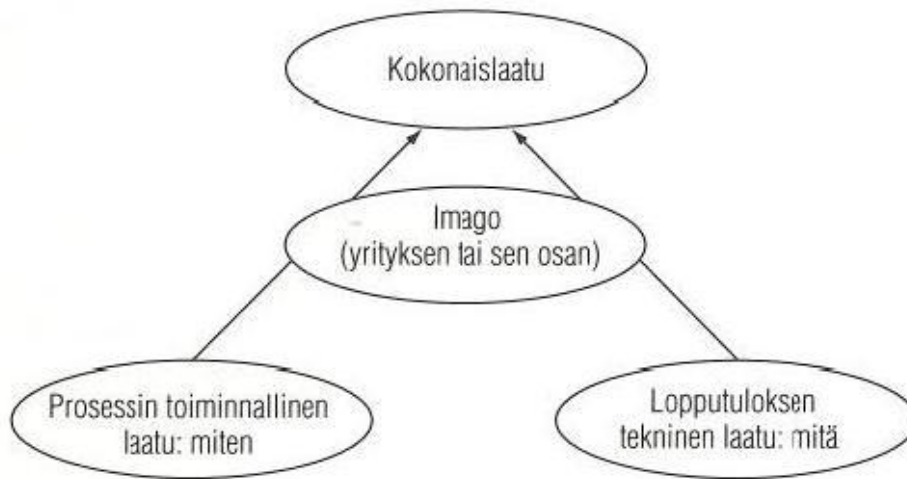 Kokonaislaatu
Imago
(yrityksen tai sen osan)
Prosessin toiminnallinen
laatu: miten
Lopputuloksen
tekninen laatu: mitä